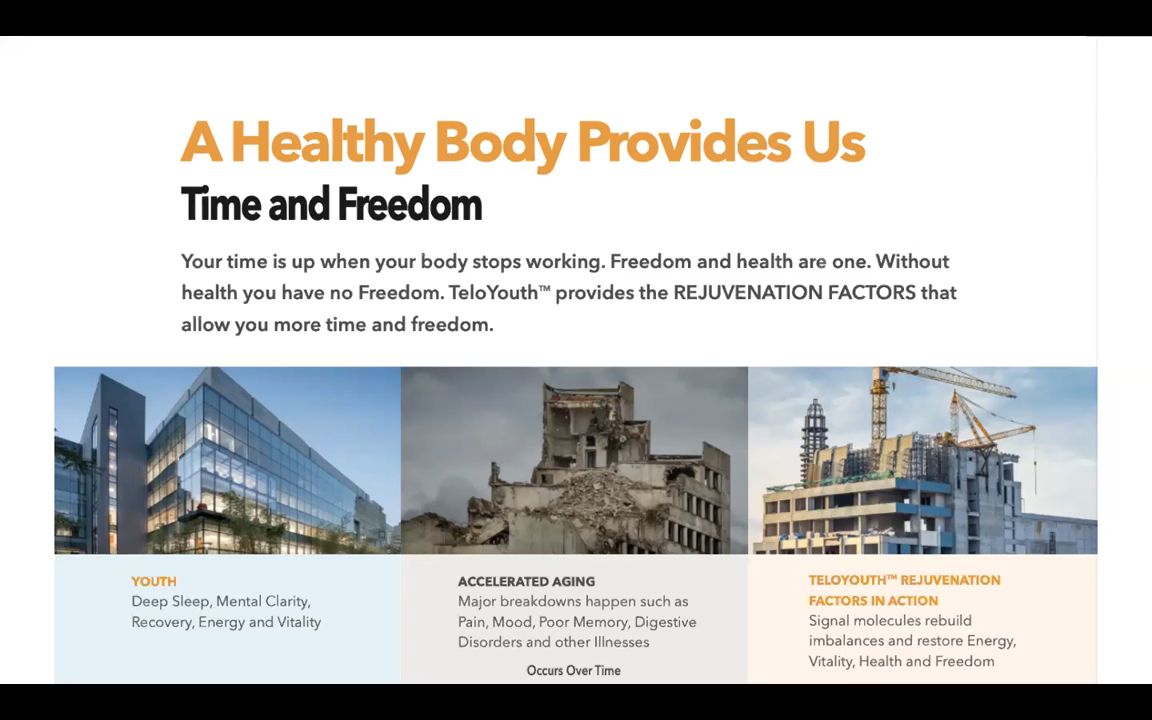 A Healthy Body Provides Us
Time and Freedom
Your time is up when your body stops working. Freedom and health are one. Without
health you have no Freedom. TeloYouth™ provides the REJUVENATION FACTORS that
allow you more time and freedom.
YOUTH
Deep Sleep, Mental Clarity,
Recovery, Energy and Vitality
ACCELERATED AGING
Major breakdowns happen such as
Pain, Mood, Poor Memory, Digestive
Disorders and other Illnesses
Occurs Over Time
TELOYOUTH™ REJUVENATION
FACTORS IN ACTION
Signal molecules rebuild
imbalances and restore Energy,
Vitality, Health and Freedom